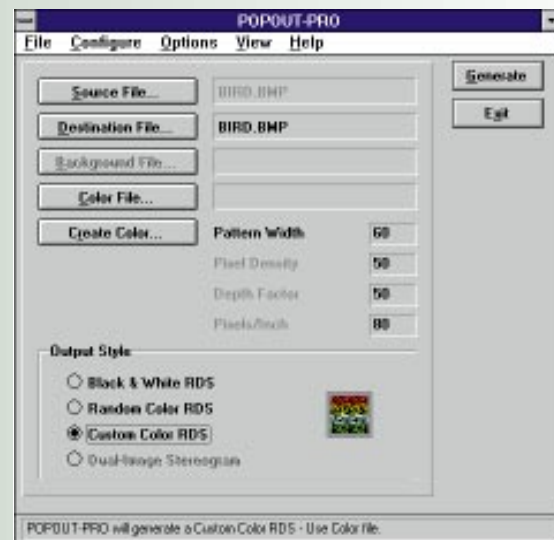 POPOUT-PRO
File Configure Options View Help
Source File... BIRD.BMP
Generate
Destination File... BIRD.BMP
Exit
Background File...
Color File...
Create Color... Pattern Width 60
Pixel Density 50
Depth Factor 50
Pixels/Inch 80
Output Style
Black & White RDS
Random Color RDS
Custom Color RDS
Dual-Image Stereogram
POPOUT-PRO will generate a Custom Color RDS - Use Color file.